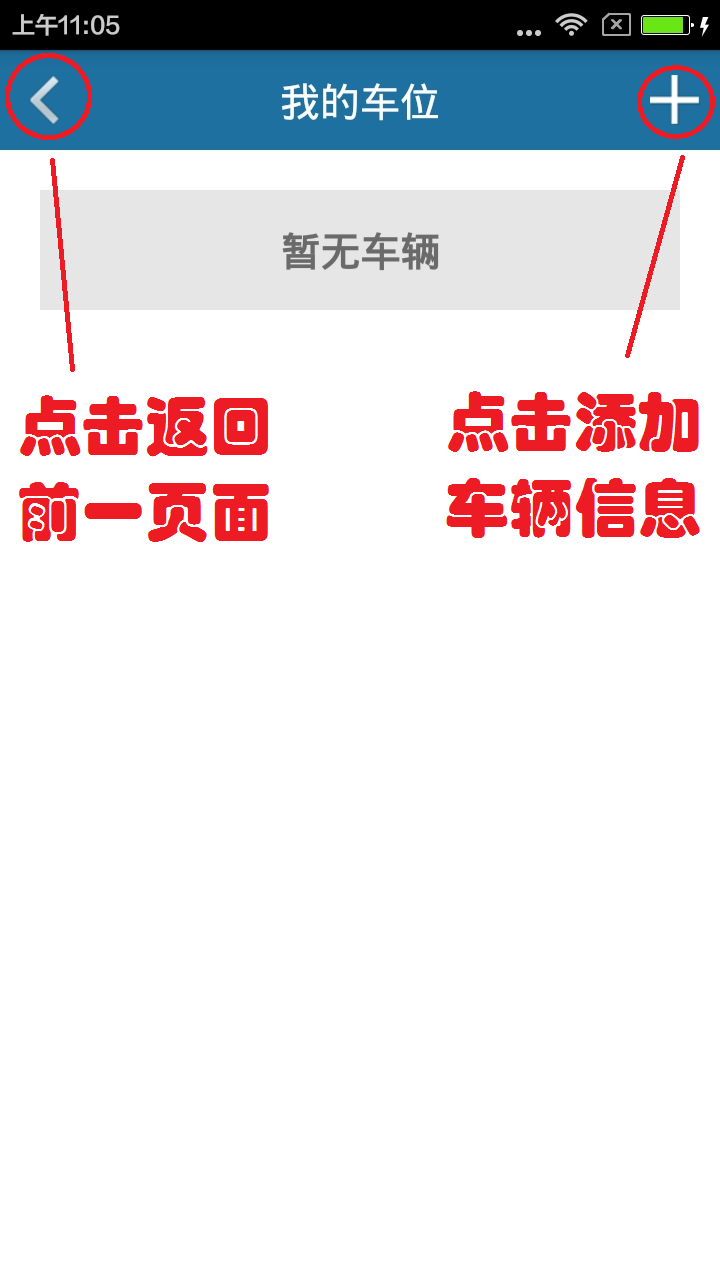 上午11:05
我的车位
暂无车辆
点击返回
前一页面
点击添加
车辆信息